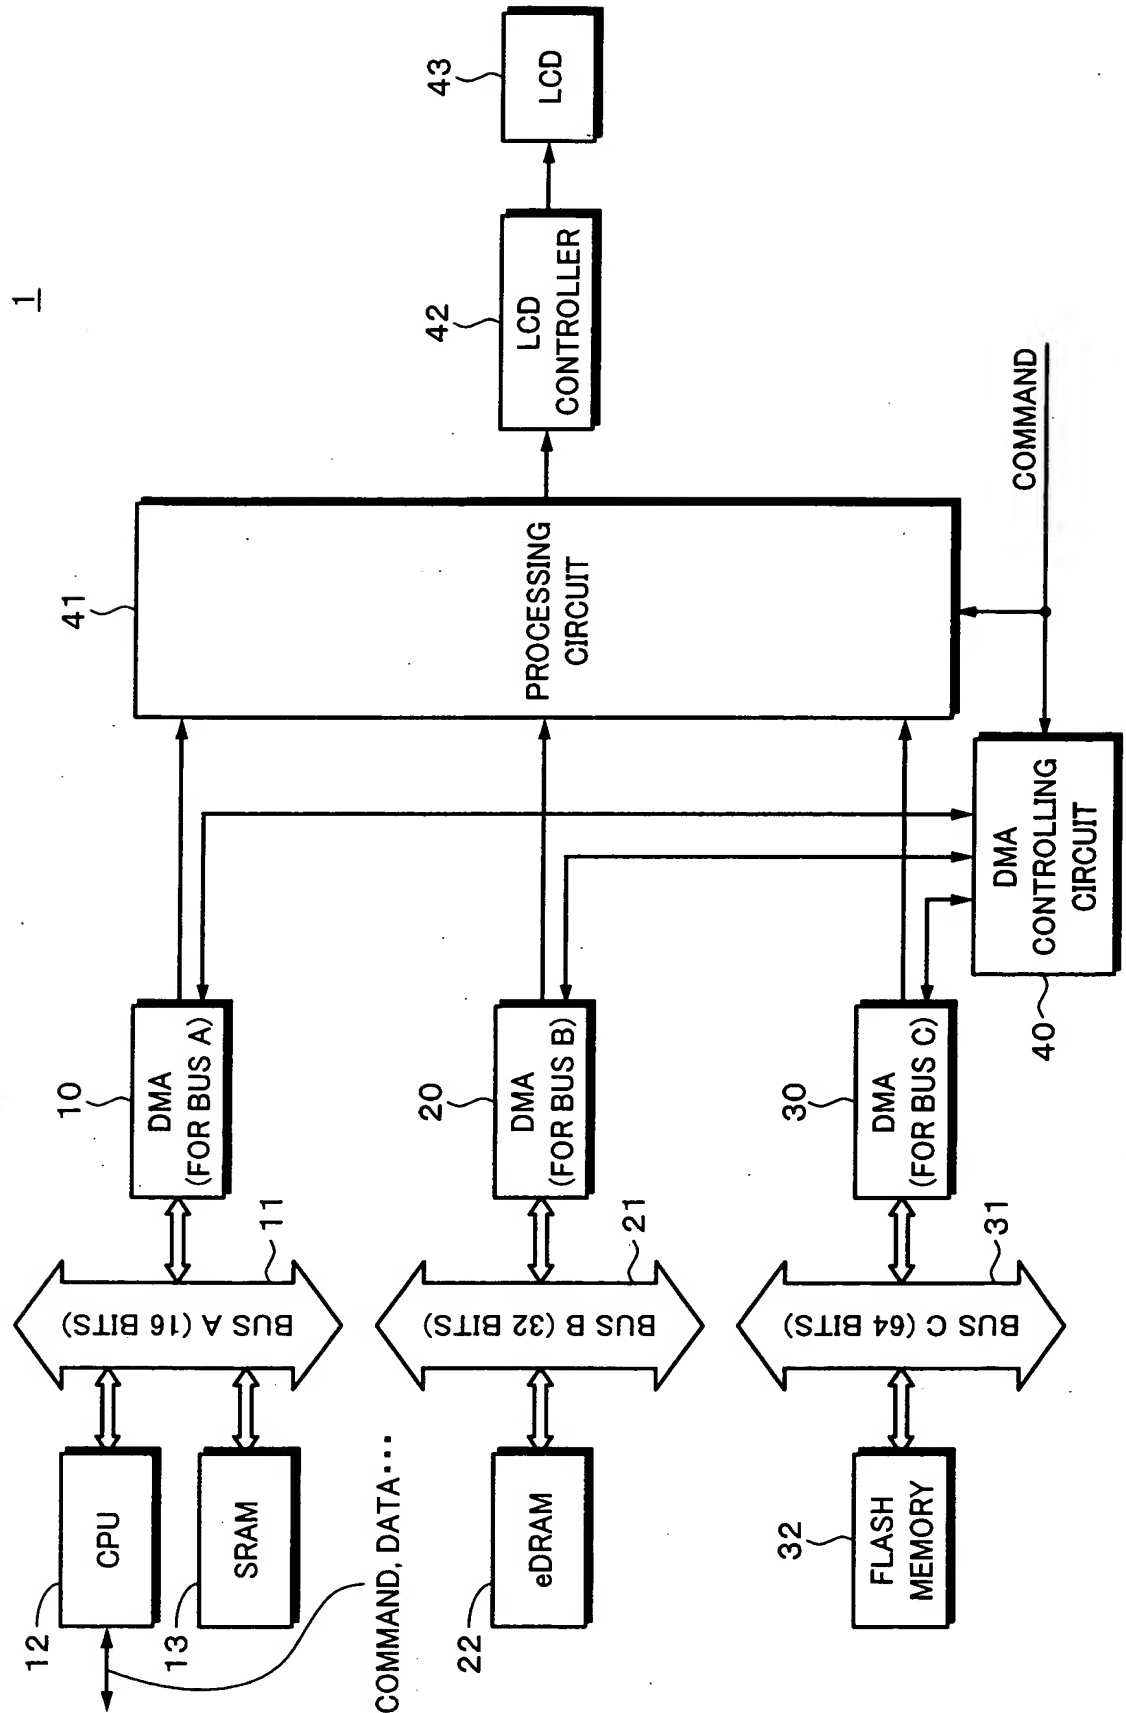 1
12
CPU
13
SRAM
COMMAND, DATA···
BUS A (16 BITS)
11
10
DMA
(FOR BUS A)
22
eDRAM
BUS B (32 BITS)
21
20
DMA
(FOR BUS B)
32
FLASH
MEMORY
BUS C (64 BITS)
31
30
DMA
(FOR BUS C)
40
DMA
CONTROLLING
CIRCUIT
COMMAND
41
PROCESSING
CIRCUIT
42
LCD
CONTROLLER
43
LCD